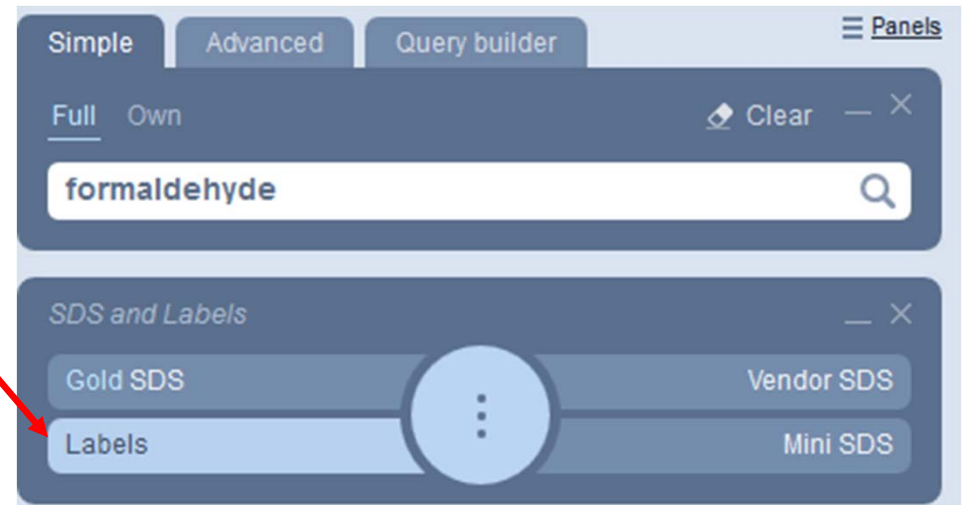 Simple Advanced Query builder Panels
Full Own Clear
formaldehyde
SDS and Labels
Gold SDS Vendor SDS
Labels Mini SDS